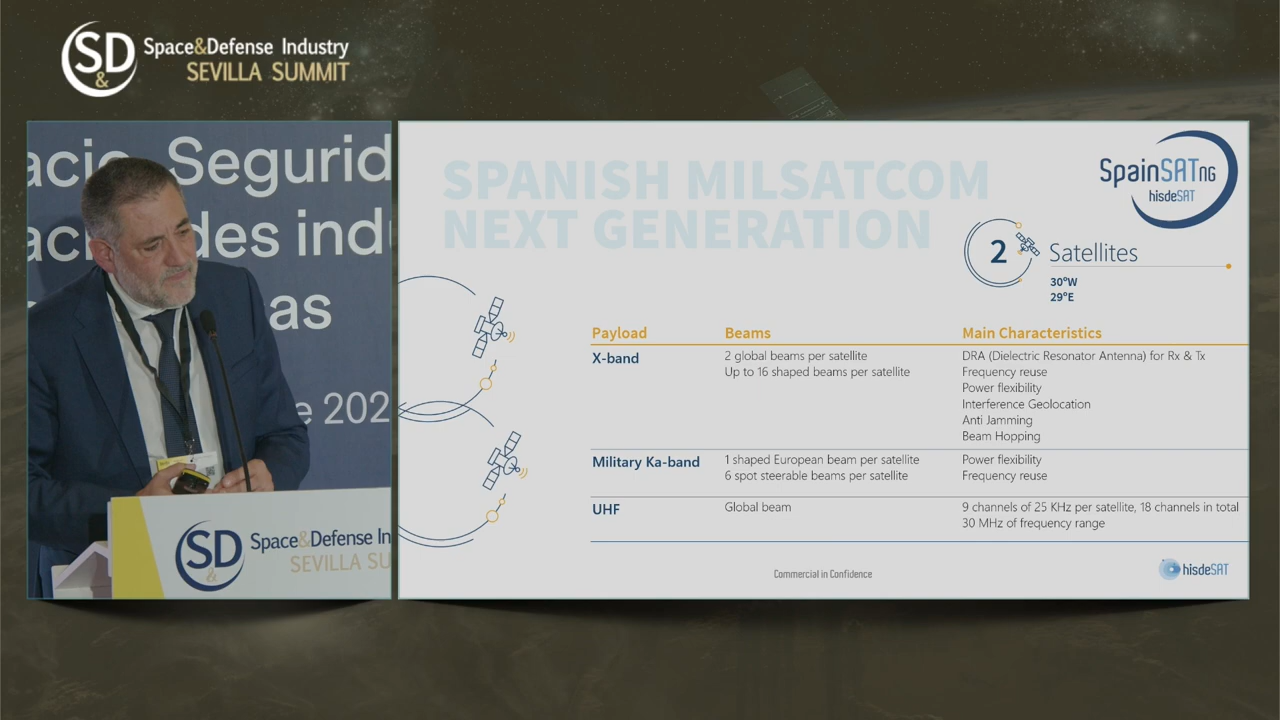 S&D Space&Defense Industry
SEVILLA SUMMIT
Segurid
des ind
as
e 202
S&D Space&Defense In
SEVILLA SU
SPANISH MILSATCOM
NEXT GENERATION
SpainSAT NG
hisdeSAT
2 Satellites
30ºW
29ºE
Payload Beams Main Characteristics
X-band 2 global beams per satellite DRA (Dielectric Resonator Antenna) for Rx & Tx
Up to 16 shaped beams per satellite Frequency reuse
Power flexibility
Interference Geolocation
Anti Jamming
Beam Hopping
Military Ka-band 1 shaped European beam per satellite Power flexibility
6 spot steerable beams per satellite Frequency reuse
UHF Global beam 9 channels of 25 KHz per satellite, 18 channels in total
30 MHz of frequency range
Commercial in Confidence
hisdeSAT